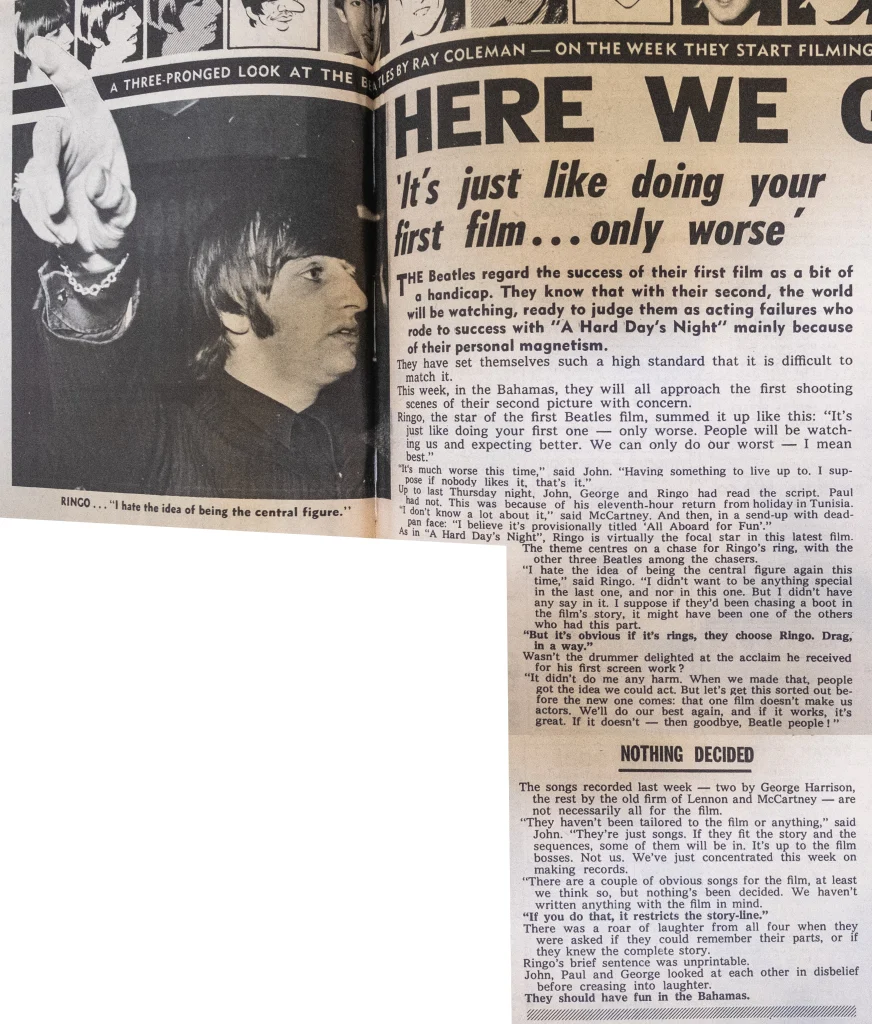 A THREE-PRONGED LOOK AT THE BEATLES BY RAY COLEMAN — ON THE WEEK THEY START FILMING
HERE WE G
'It's just like doing your
first film...only worse'
THE Beatles regard the success of their first film as a bit of
a handicap. They know that with their second, the world
will be watching, ready to judge them as acting failures who
rode to success with "A Hard Day's Night" mainly because
of their personal magnetism.
They have set themselves such a high standard that it is difficult to
match it.
This week, in the Bahamas, they will all approach the first shooting
scenes of their second picture with concern.
Ringo, the star of the first Beatles film, summed it up like this: "It's
just like doing your first one — only worse. People will be watch-
ing us and expecting better. We can only do our worst — I mean
best."
"It's much worse this time," said John. "Having something to live up to. I sup-
pose if nobody likes it, that's it."
Up to last Thursday night, John, George and Ringo had read the script. Paul
had not. This was because of his eleventh-hour return from holiday in Tunisia.
"I don't know a lot about it," said McCartney. And then, in a send-up with dead-
pan face: "I believe it's provisionally titled 'All Aboard for Fun'."
As in "A Hard Day's Night", Ringo is virtually the focal star in this latest film.
The theme centres on a chase for Ringo's ring, with the
other three Beatles among the chasers.
"I hate the idea of being the central figure again this
time," said Ringo. "I didn't want to be anything special
in the last one, and nor in this one. But I didn't have
any say in it. I suppose if they'd been chasing a boot in
the film's story, it might have been one of the others
who had this part.
"But it's obvious if it's rings, they choose Ringo. Drag,
in a way."
Wasn't the drummer delighted at the acclaim he received
for his first screen work?
"It didn't do me any harm. When we made that, people
got the idea we could act. But let's get this sorted out be-
fore the new one comes: that one film doesn't make us
actors. We'll do our best again, and if it works, it's
great. If it doesn't — then goodbye, Beatle people!"
RINGO ... "I hate the idea of being the central figure."
NOTHING DECIDED
The songs recorded last week — two by George Harrison,
the rest by the old firm of Lennon and McCartney — are
not necessarily all for the film.
"They haven't been tailored to the film or anything," said
John. "They're just songs. If they fit the story and the
sequences, some of them will be in. It's up to the film
bosses. Not us. We've just concentrated this week on
making records.
"There are a couple of obvious songs for the film, at least
we think so, but nothing's been decided. We haven't
written anything with the film in mind.
"If you do that, it restricts the story-line."
There was a roar of laughter from all four when they
were asked if they could remember their parts, or if
they knew the complete story.
Ringo's brief sentence was unprintable.
John, Paul and George looked at each other in disbelief
before creasing into laughter.
They should have fun in the Bahamas.